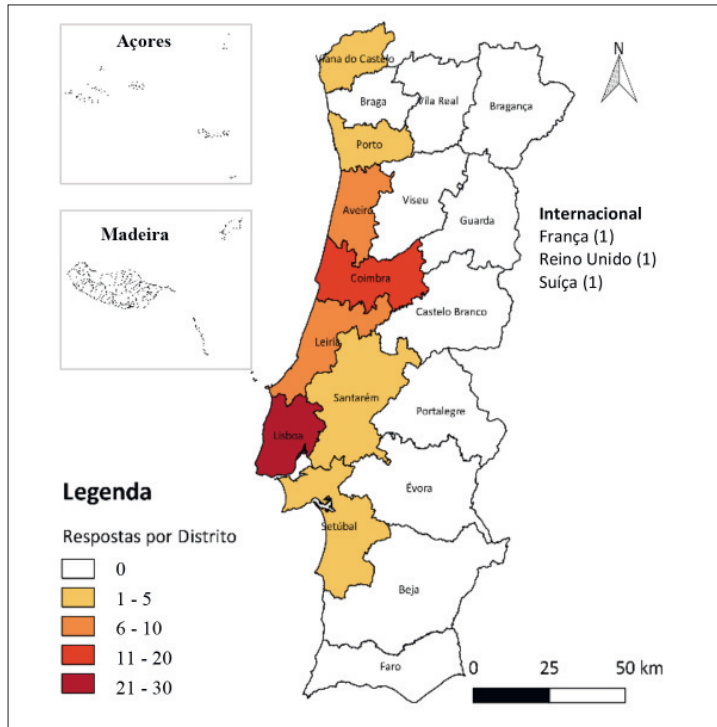 Açores
N
Viana do Castelo
Braga
Vila Real
Bragança
Porto
Madeira
Aveiro
Viseu
Guarda
Internacional
França (1)
Reino Unido (1)
Suíça (1)
Coimbra
Castelo Branco
Leiria
Santarém
Portalegre
Lisboa
Legenda
Évora
Respostas por Distrito
Setúbal
0
1 - 5
6 - 10
11 - 20
21 - 30
Beja
Faro
0 25 50 km